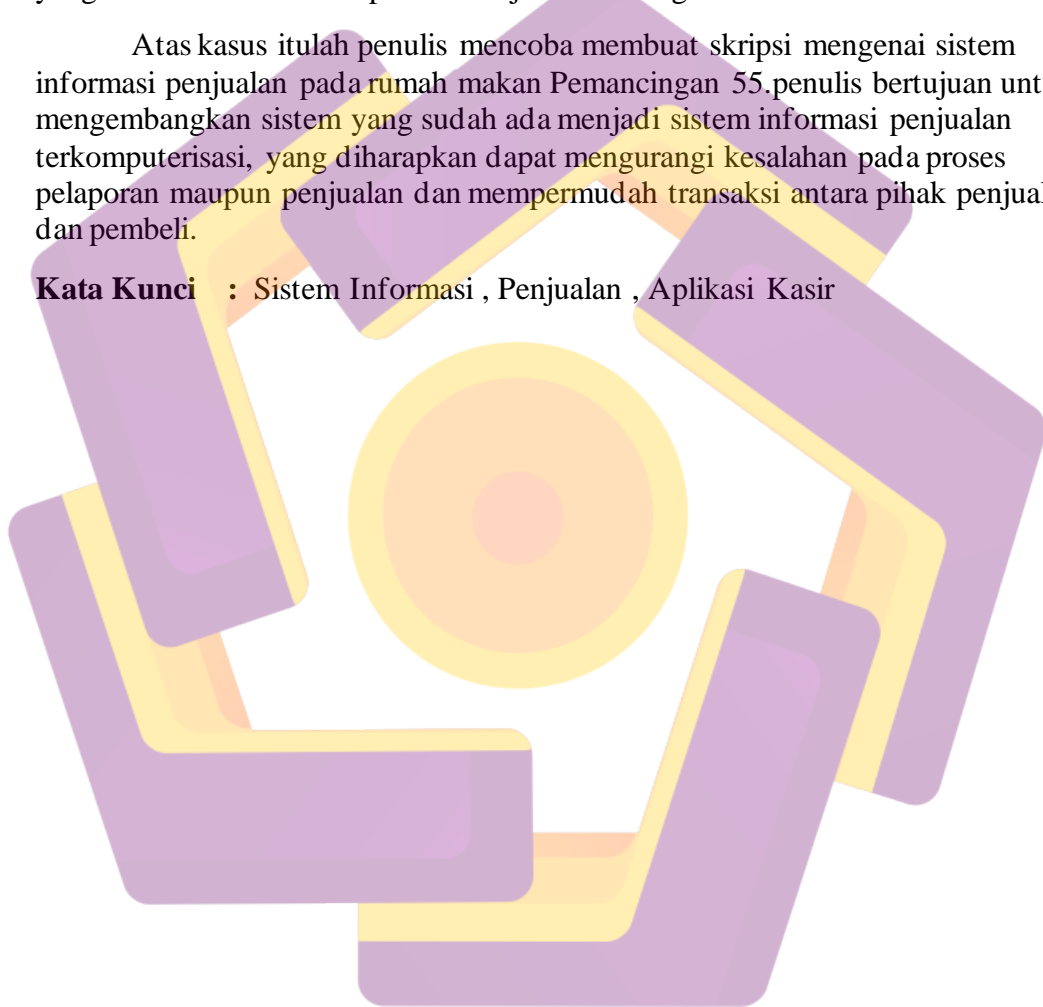 Atas kasus itulah penulis mencoba membuat skripsi mengenai sistem
informasi penjualan pada rumah makan Pemancingan 55.penulis bertujuan unt
mengembangkan sistem yang sudah ada menjadi sistem informasi penjualan
terkomputerisasi, yang diharapkan dapat mengurangi kesalahan pada proses
pelaporan maupun penjualan dan mempermudah transaksi antara pihak penjual
dan pembeli.
Kata Kunci : Sistem Informasi , Penjualan , Aplikasi Kasir